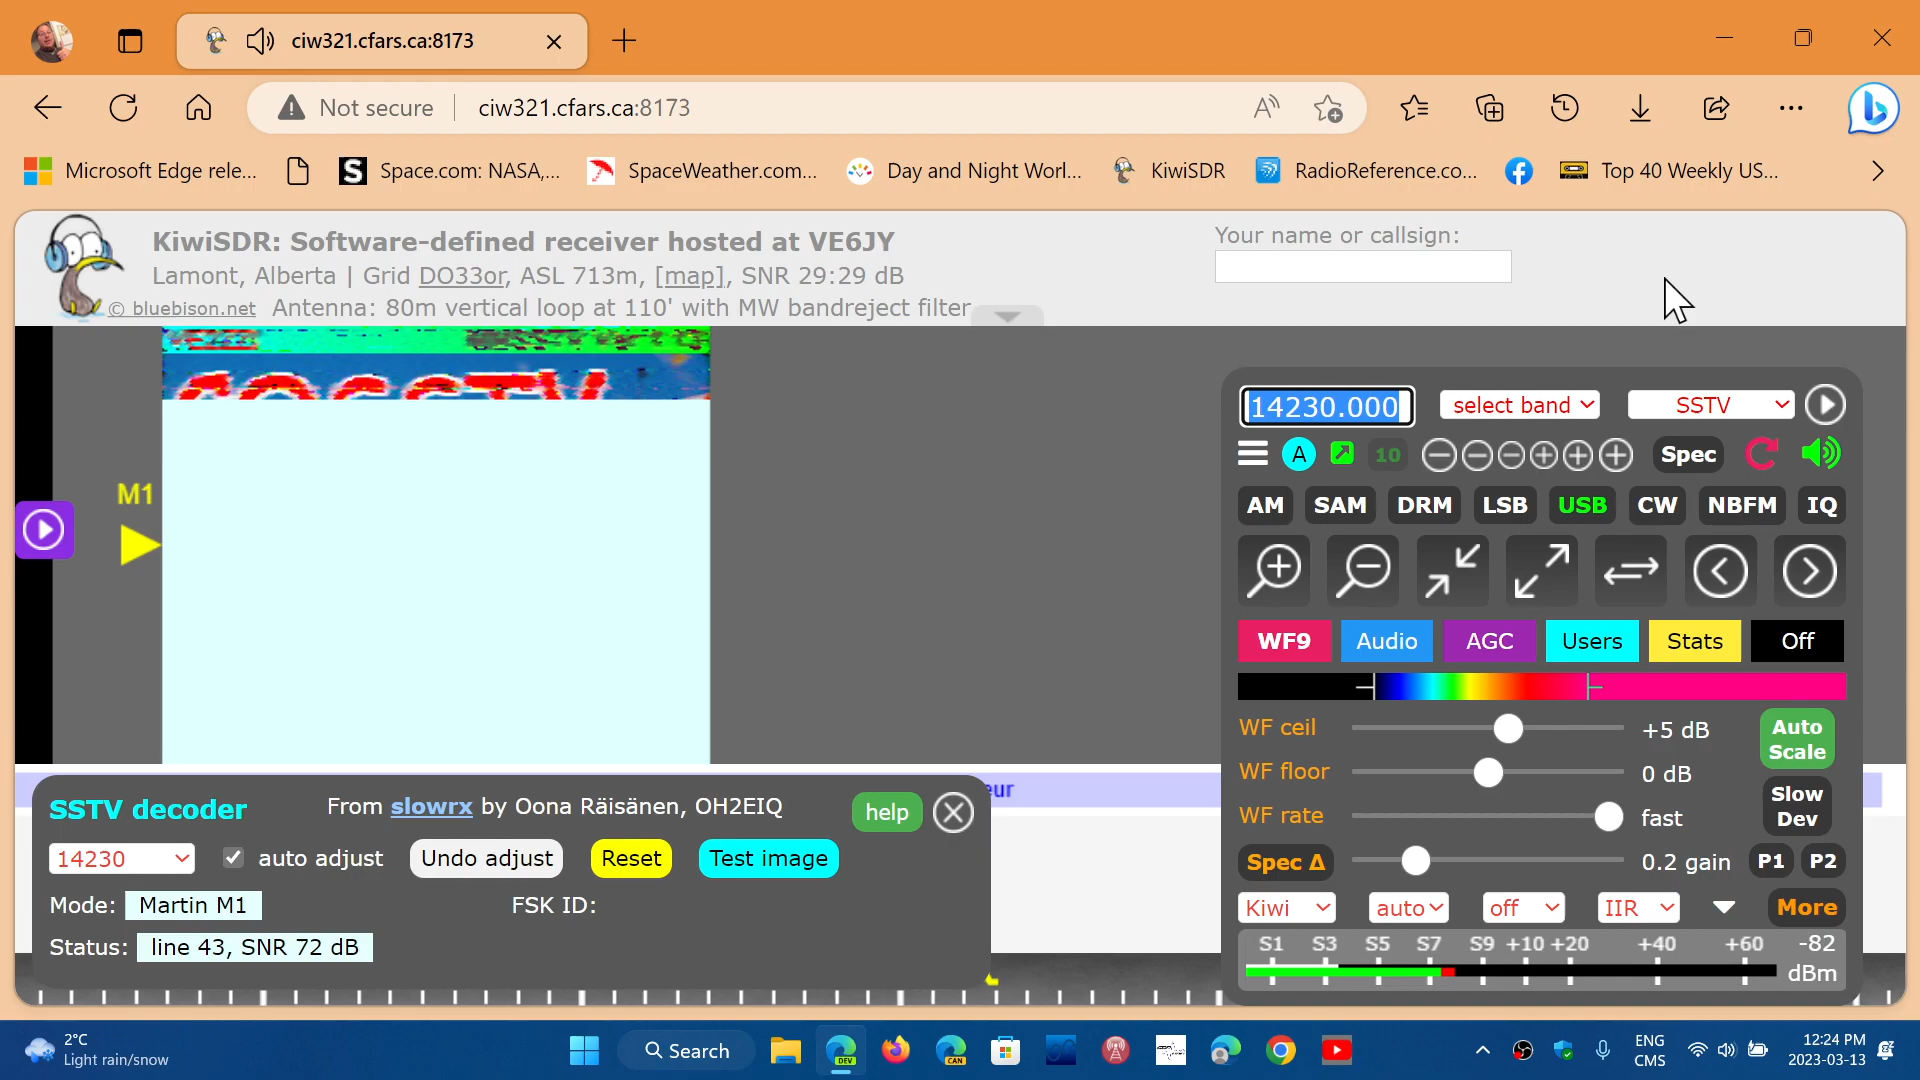 ciw321.cfars.ca:8173
Not secure
ciw321.cfars.ca:8173
Microsoft Edge rele...
Space.com: NASA,...
SpaceWeather.com...
Day and Night Worl...
KiwiSDR
RadioReference.co...
Top 40 Weekly US...
KiwiSDR: Software-defined receiver hosted at VE6JY
Your name or callsign:
Lamont, Alberta | Grid DO33or, ASL 713m, [map], SNR 29:29 dB
© bluebison.net Antenna: 80m vertical loop at 110' with MW bandreject filter
M1
14230.000
select band
SSTV
A
10
Spec
AM
SAM
DRM
LSB
USB
CW
NBFM
IQ
WF9
Audio
AGC
Users
Stats
Off
WF ceil
+5 dB
Auto
Scale
WF floor
0 dB
WF rate
fast
Slow
Dev
Spec Δ
0.2 gain
P1
P2
Kiwi
auto
off
IIR
More
S1 S3 S5 S7 S9 +10 +20 +40 +60
-82
dBm
SSTV decoder
From slowrx by Oona Räisänen, OH2EIQ
help
14230
auto adjust
Undo adjust
Reset
Test image
Mode: Martin M1
FSK ID:
Status: line 43, SNR 72 dB
eur
2°C
Light rain/snow
Search
DEV
CAN
ENG
CMS
12:24 PM
2023-03-13